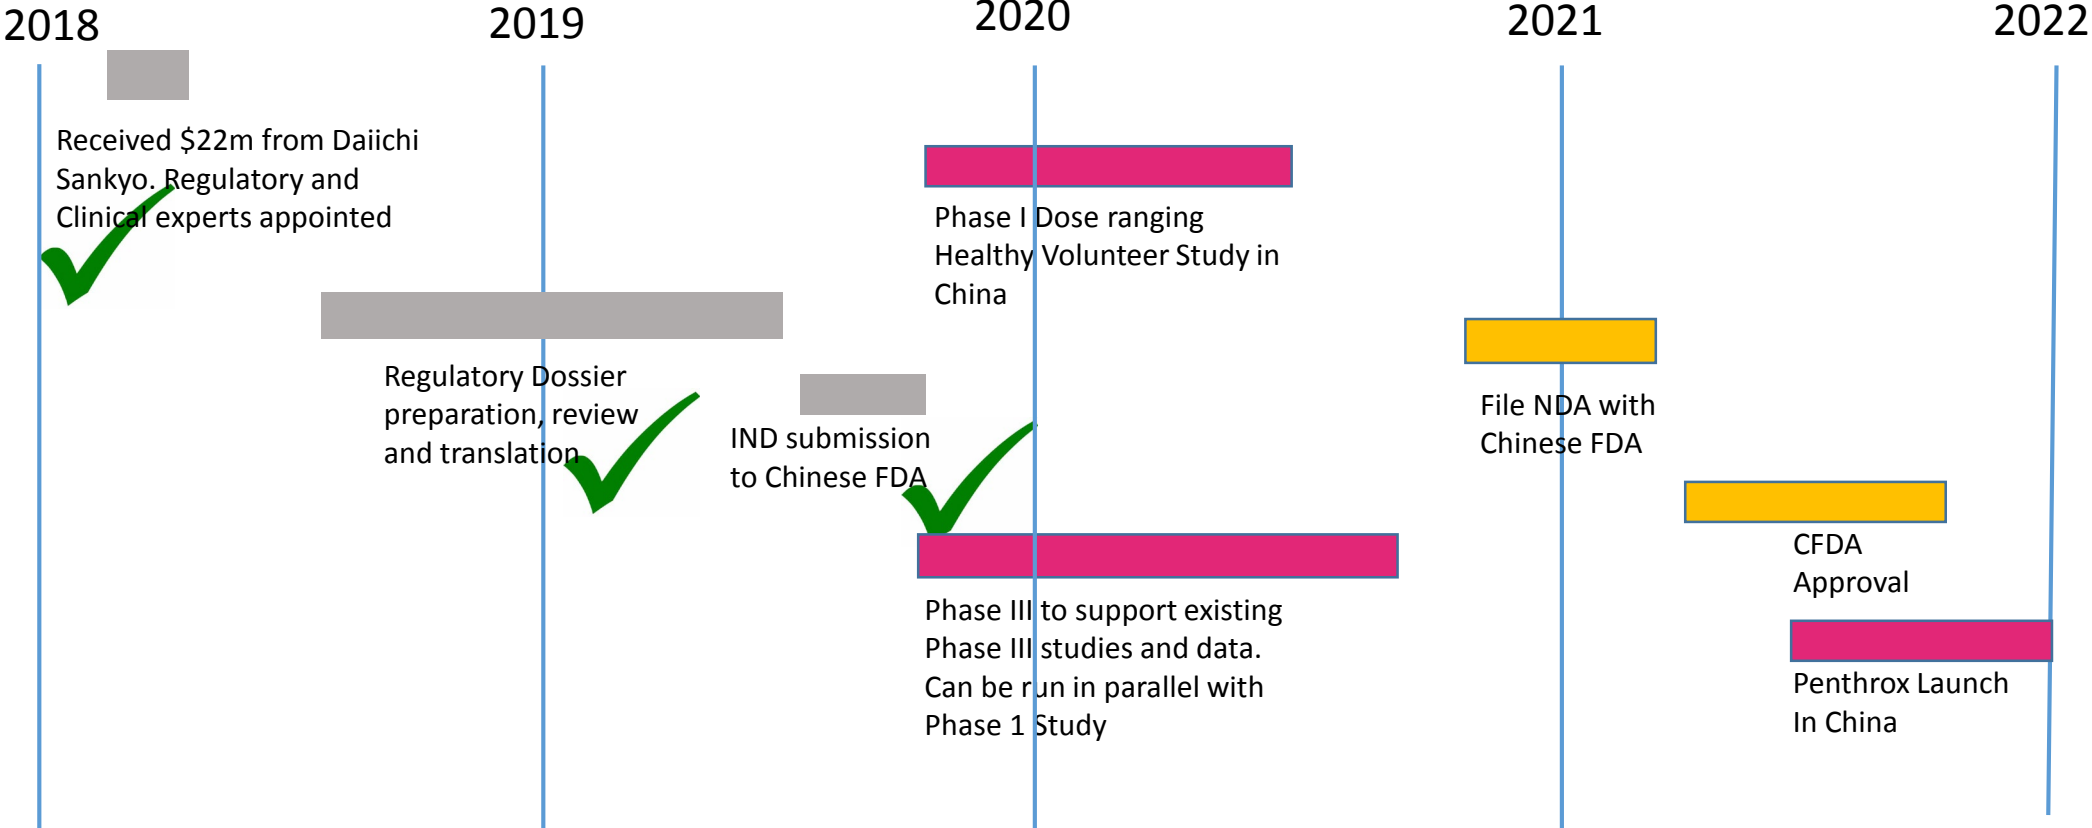 2018
2019
2020
2021
2022
Received $22m from Daiichi
Sankyo. Regulatory and
Clinical experts appointed
Phase I Dose ranging
Healthy Volunteer Study in
China
Regulatory Dossier
preparation, review
and translation
IND submission
to Chinese FDA
File NDA with
Chinese FDA
CFDA
Approval
Phase III to support existing
Phase III studies and data.
Can be run in parallel with
Phase 1 Study
Penthrox Launch
In China